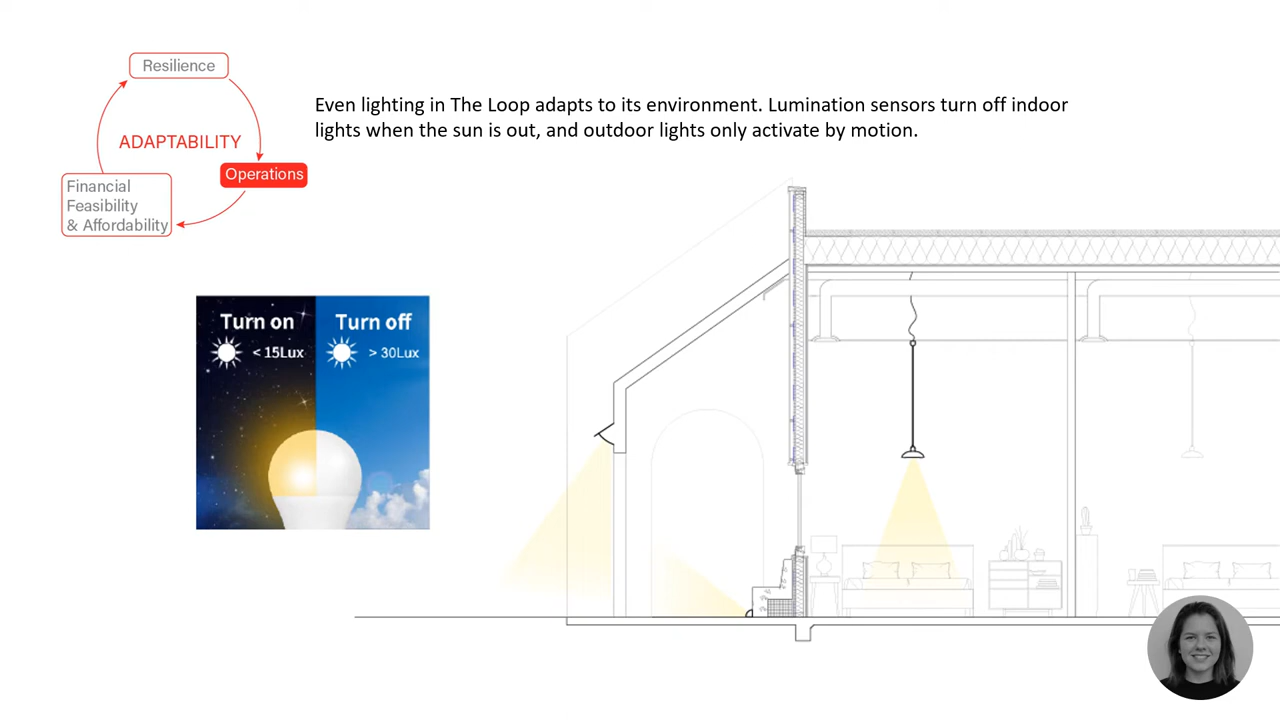 Resilience
ADAPTABILITY
Operations
Financial
Feasibility
& Affordability
Even lighting in The Loop adapts to its environment. Lumination sensors turn off indoor
lights when the sun is out, and outdoor lights only activate by motion.
Turn on
Turn off
< 15Lux
> 30Lux